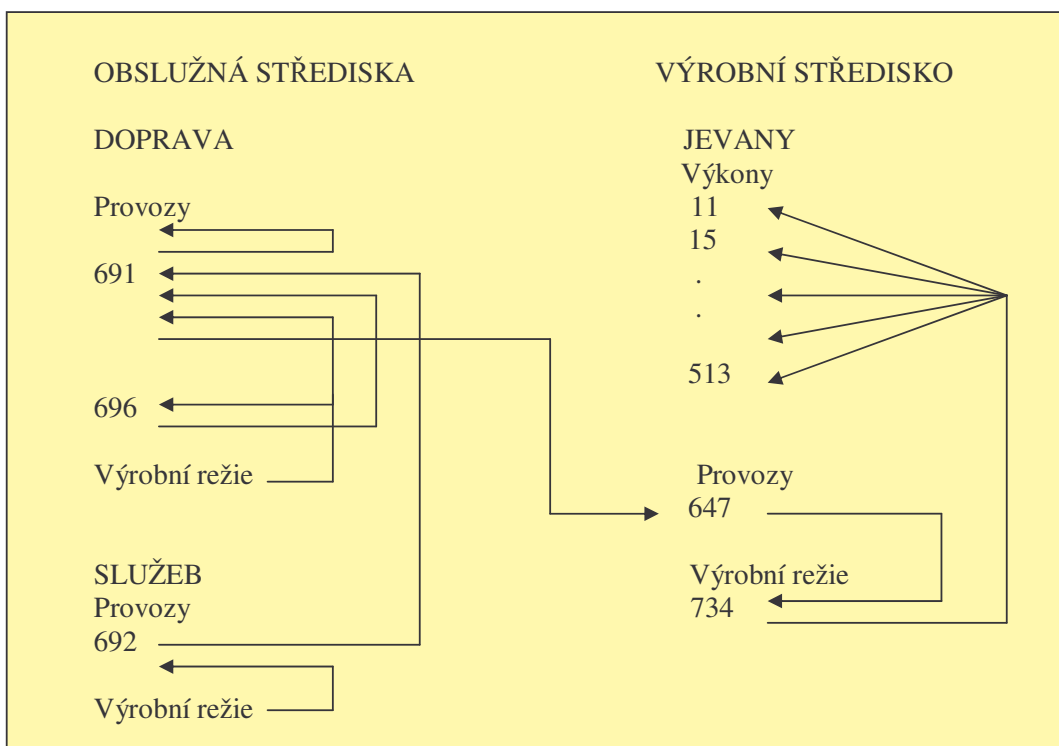 OBSLUŽNÁ STŘEDISKA
DOPRAVA
Provozy
691
696
Výrobní režie
SLUŽEB
Provozy
692
Výrobní režie
VÝROBNÍ STŘEDISKO
JEVANY
Výkony
11
15
.
.
513
Provozy
647
Výrobní režie
734